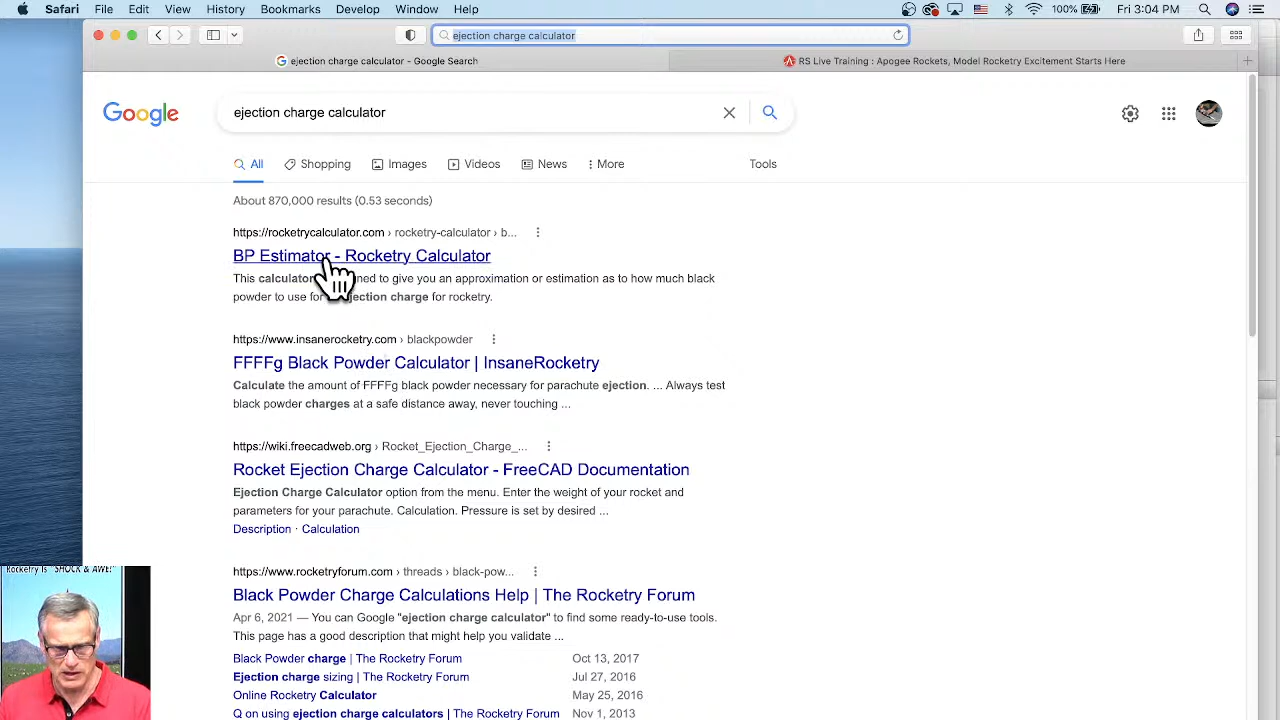 Safari File Edit View History Bookmarks Develop Window Help 100% Fri 3:04 PM
ejection charge calculator
ejection charge calculator - Google Search RS Live Training : Apogee Rockets, Model Rocketry Excitement Starts Here
Google ejection charge calculator
All Shopping Images Videos News More Tools
About 870,000 results (0.53 seconds)
https://rocketrycalculator.com › rocketry-calculator › b...
BP Estimator - Rocketry Calculator
This calculator ned to give you an approximation or estimation as to how much black
powder to use for ejection charge for rocketry.
https://www.insanerocketry.com › blackpowder
FFFFg Black Powder Calculator | InsaneRocketry
Calculate the amount of FFFFg black powder necessary for parachute ejection. ... Always test
black powder charges at a safe distance away, never touching ...
https://wiki.freecadweb.org › Rocket_Ejection_Charge_...
Rocket Ejection Charge Calculator - FreeCAD Documentation
Ejection Charge Calculator option from the menu. Enter the weight of your rocket and
parameters for your parachute. Calculation. Pressure is set by desired ...
Description · Calculation
https://www.rocketryforum.com › threads › black-pow...
Black Powder Charge Calculations Help | The Rocketry Forum
Apr 6, 2021 — You can Google "ejection charge calculator" to find some ready-to-use tools.
This page has a good description that might help you validate ...
Black Powder charge | The Rocketry Forum Oct 13, 2017
Ejection charge sizing | The Rocketry Forum Jul 27, 2016
Online Rocketry Calculator May 25, 2016
Q on using ejection charge calculators | The Rocketry Forum Nov 1, 2013
Rocketry is "SHOCK & AWE!"